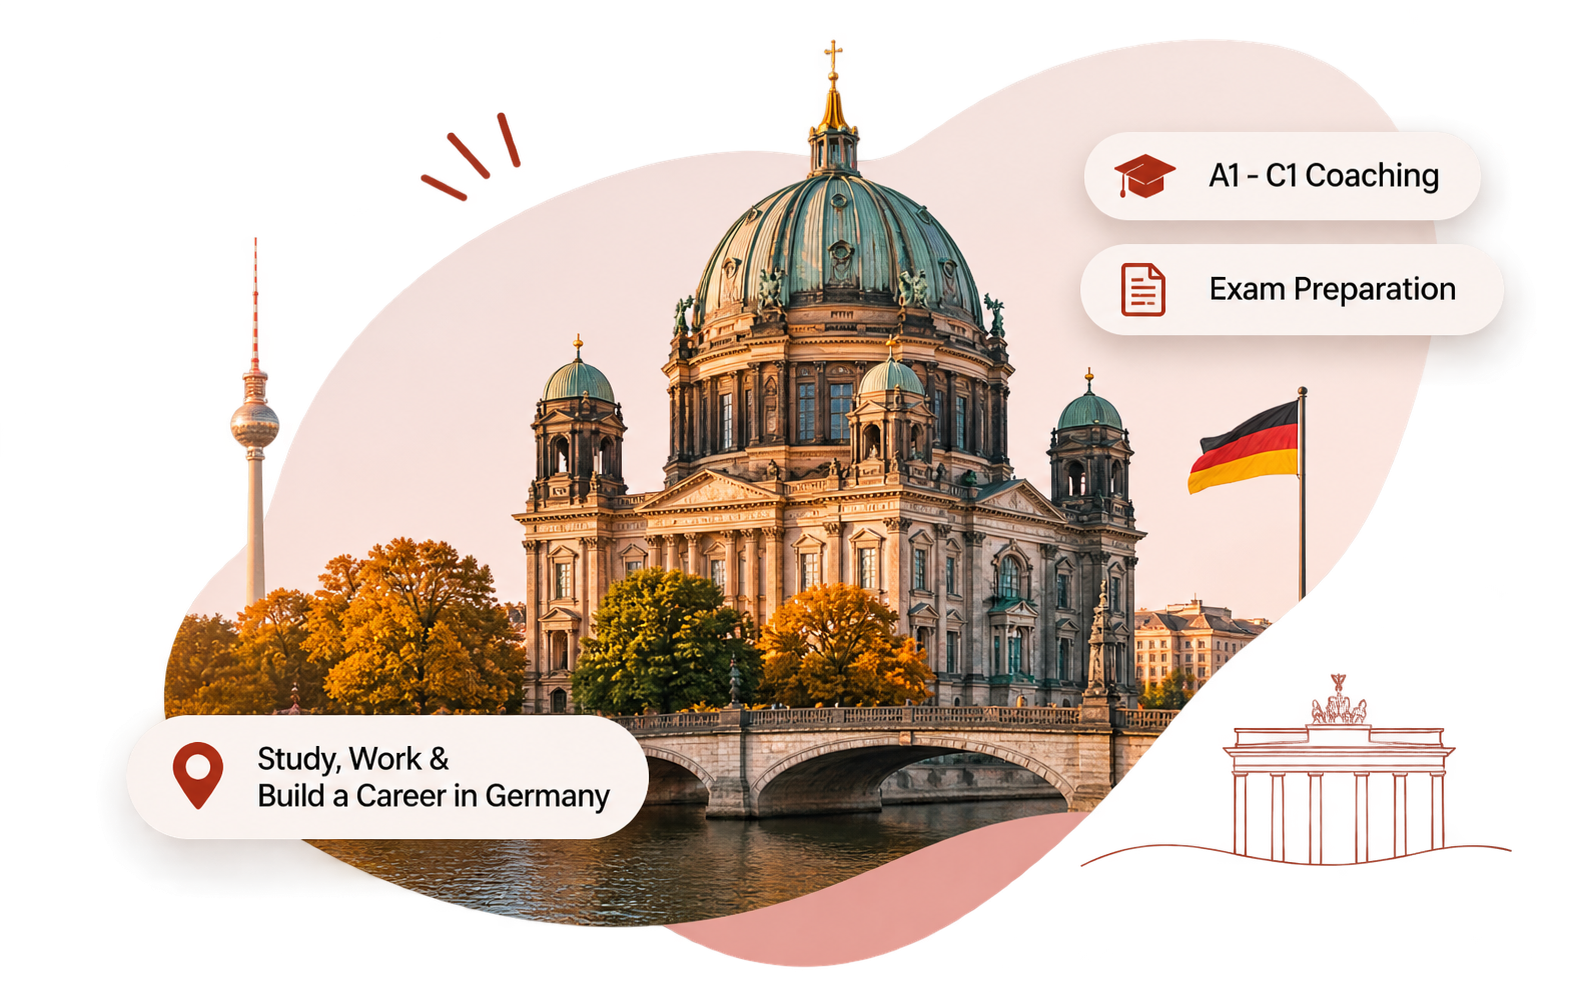 A1 - C1 Coaching
Exam Preparation
Study, Work &
Build a Career in Germany